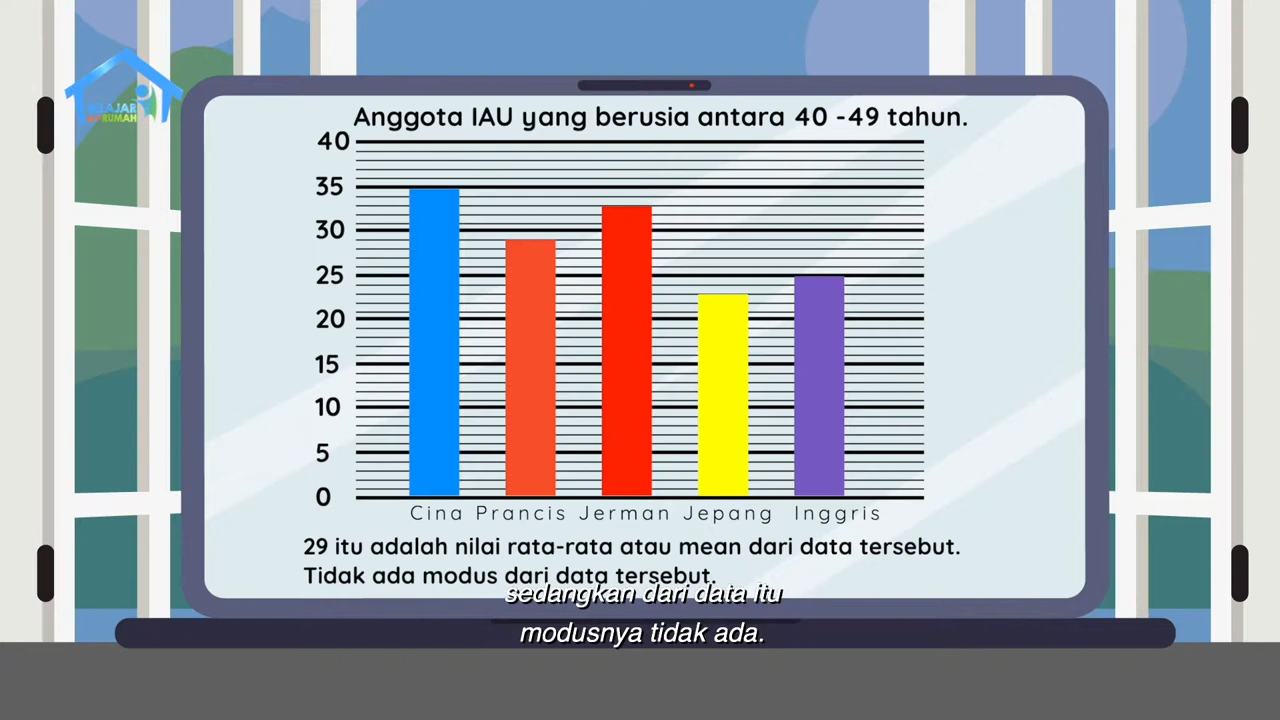 BELAJAR
RUMAH
Anggota IAU yang berusia antara 40 -49 tahun.
40
35
30
25
20
15
10
5
0
Cina Prancis Jerman Jepang Inggris
29 itu adalah nilai rata-rata atau mean dari data tersebut.
Tidak ada modus dari data tersebut.
sedangkan dari data itu
modusnya tidak ada.